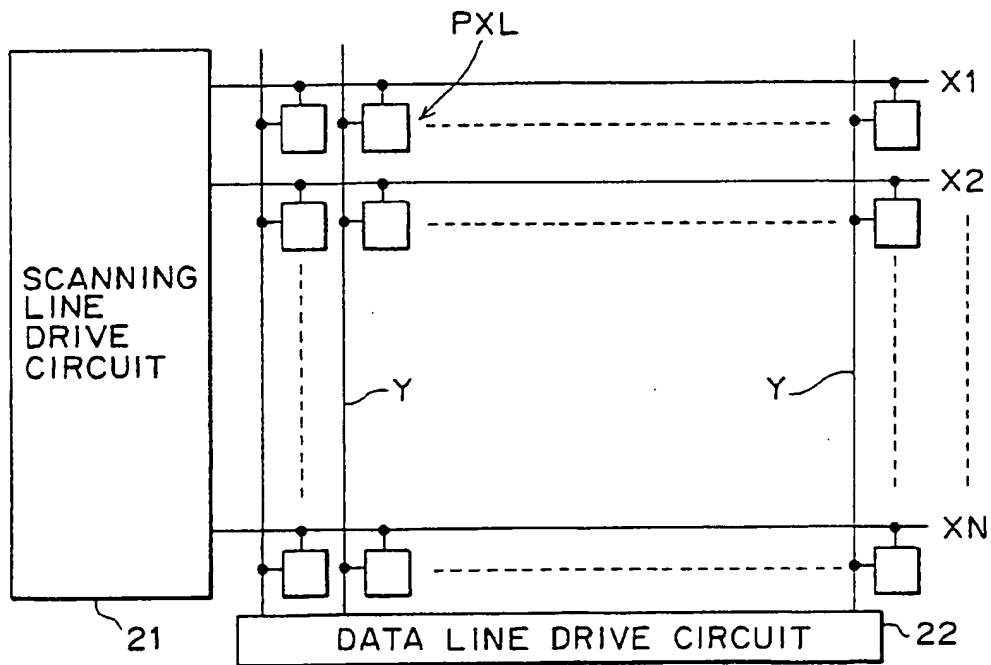 PXL
X1
X2
SCANNING
LINE
DRIVE
CIRCUIT
Y
Y
XN
21
DATA LINE DRIVE CIRCUIT
22